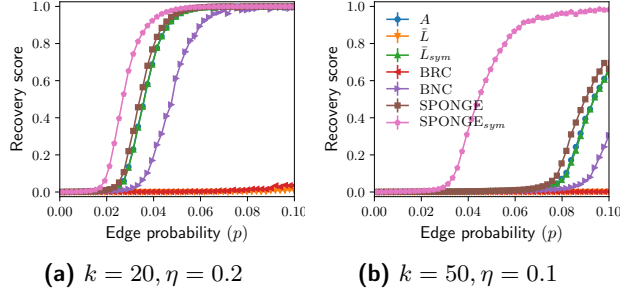 1.0
0.8
0.6
0.4
0.2
0.0
Recovery score
0.00 0.02 0.04 0.06 0.08 0.10
Edge probability (p)
(a) k = 20, η = 0.2
1.0
0.8
0.6
0.4
0.2
0.0
Recovery score
A
L̄
L̄sym
BRC
BNC
SPONGE
SPONGEsym
0.00 0.02 0.04 0.06 0.08 0.10
Edge probability (p)
(b) k = 50, η = 0.1